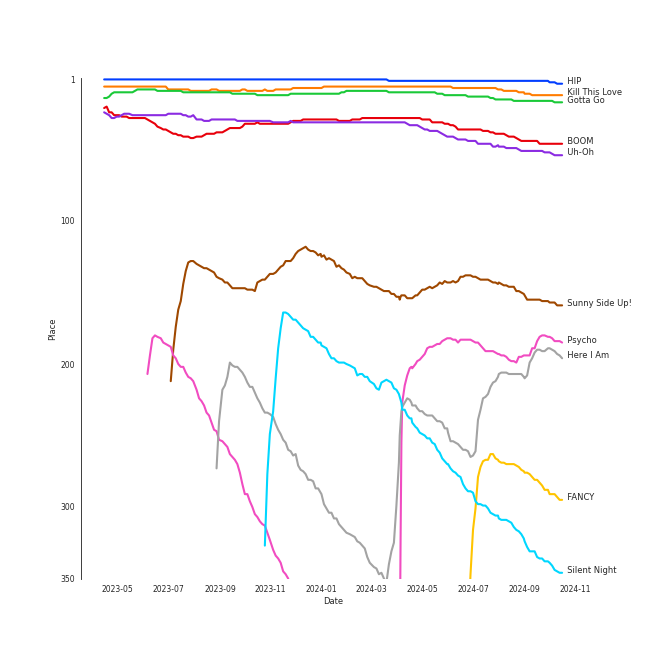 1
100
200
300
350
Place
2023-05
2023-07
2023-09
2023-11
2024-01
2024-03
2024-05
2024-07
2024-09
2024-11
Date
HIP
Kill This Love
Gotta Go
BOOM
Uh-Oh
Sunny Side Up!
Psycho
Here I Am
FANCY
Silent Night